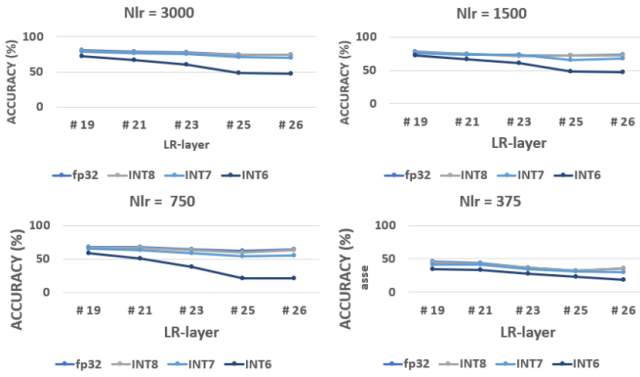 Nlr = 3000
ACCURACY (%)
100
50
0
# 19 # 21 # 23 # 25 # 26
LR-layer
fp32 INT8 INT7 INT6
Nlr = 1500
ACCURACY (%)
100
50
0
# 19 # 21 # 23 # 25 # 26
LR-layer
fp32 INT8 INT7 INT6
Nlr = 750
ACCURACY (%)
100
50
0
# 19 # 21 # 23 # 25 # 26
LR-layer
fp32 INT8 INT7 INT6
Nlr = 375
ACCURACY (%)
asse
100
50
0
# 19 # 21 # 23 # 25 # 26
LR-layer
fp32 INT8 INT7 INT6